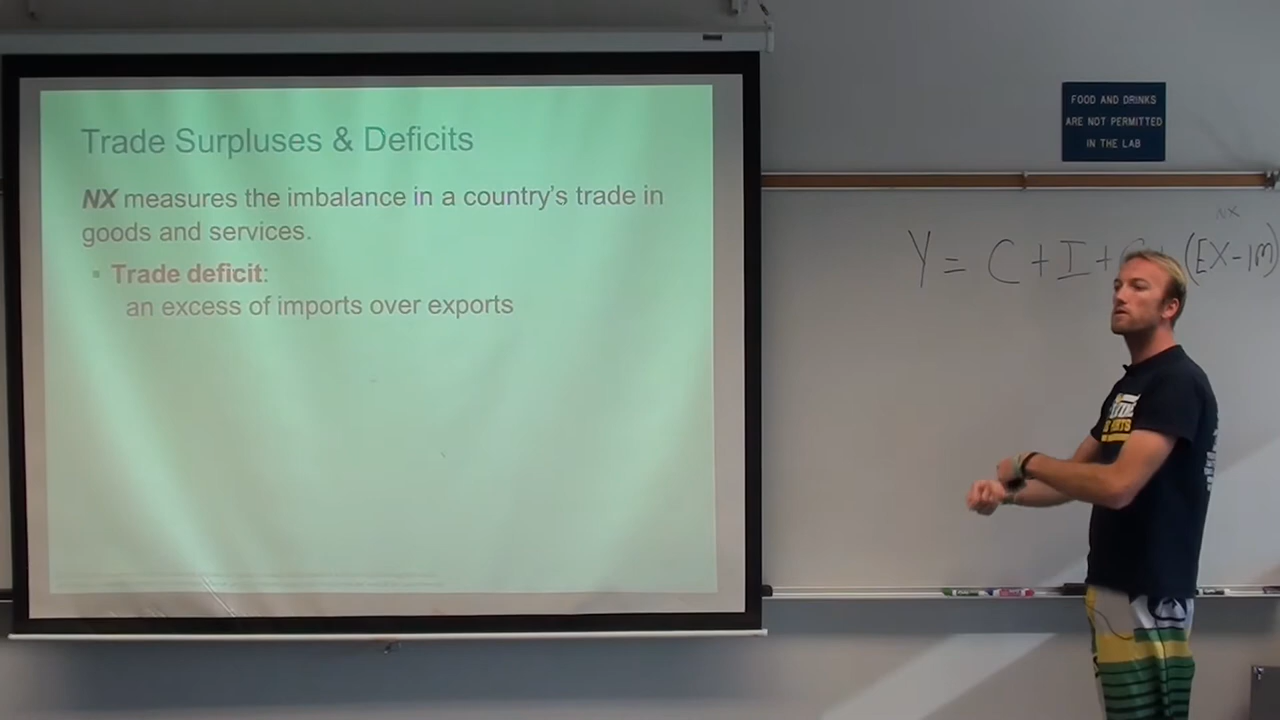 Trade Surpluses & Deficits
NX measures the imbalance in a country's trade in
goods and services.
▪ Trade deficit:
an excess of imports over exports
FOOD AND DRINKS
ARE NOT PERMITTED
IN THE LAB
NX
Y = C + I + + (EX-IM)